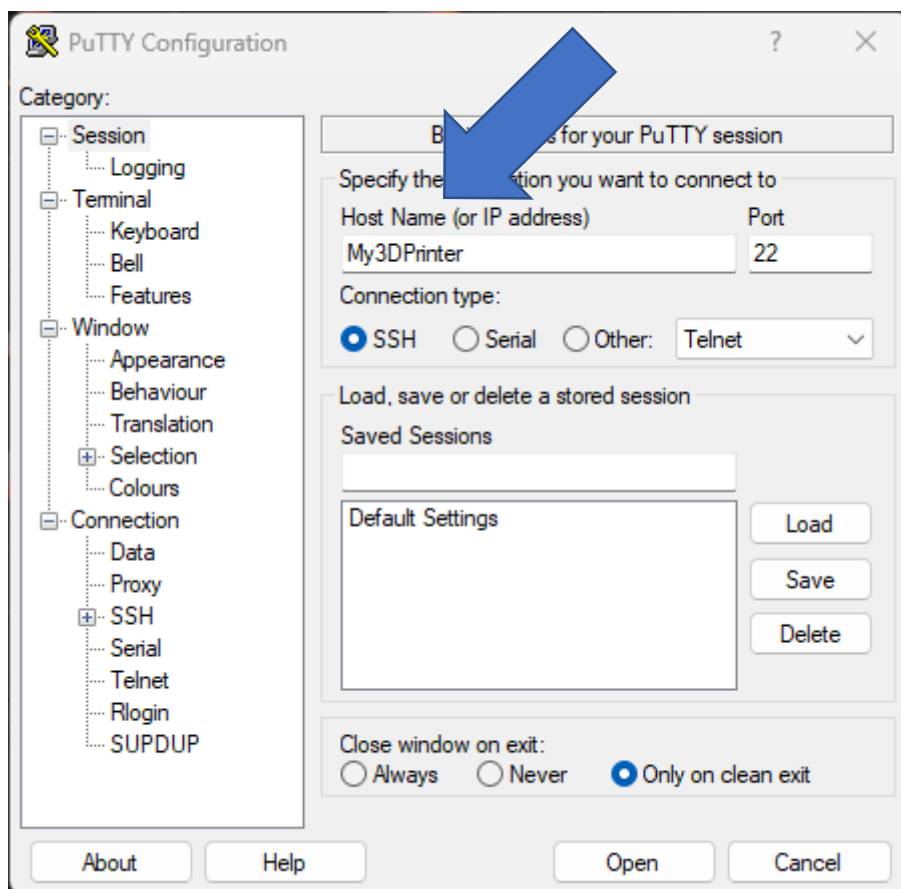 PuTTY Configuration
?
Category:
Session
Logging
Terminal
Keyboard
Bell
Features
Window
Appearance
Behaviour
Translation
Selection
Colours
Connection
Data
Proxy
SSH
Serial
Telnet
Rlogin
SUPDUP
for your PuTTY session
Specify the you want to connect to
Host Name (or IP address) Port
My3DPrinter 22
Connection type:
SSH Serial Other: Telnet
Load, save or delete a stored session
Saved Sessions
Default Settings
Load
Save
Delete
Close window on exit:
Always Never Only on clean exit
About Help Open Cancel